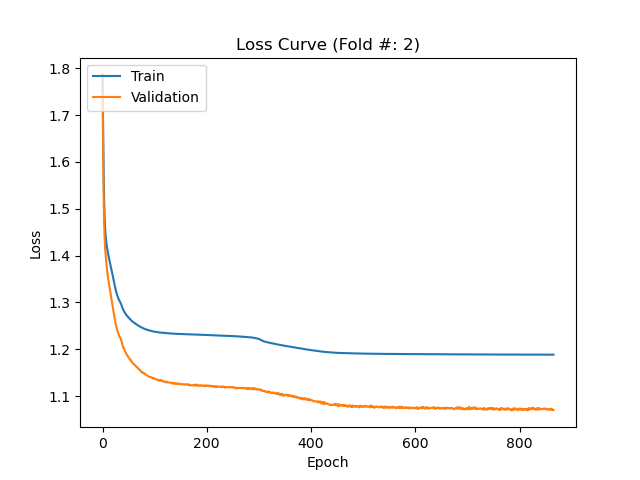 Loss Curve (Fold #: 2)
Train
Validation
Loss
1.8
1.7
1.6
1.5
1.4
1.3
1.2
1.1
0 200 400 600 800
Epoch